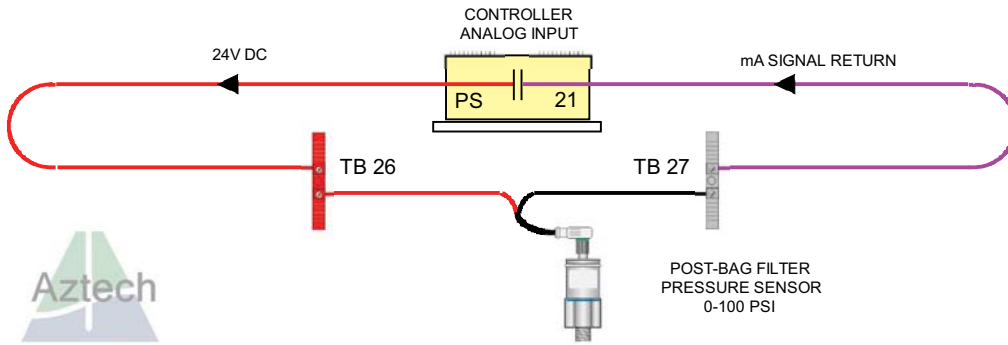 CONTROLLER
ANALOG INPUT
24V DC
mA SIGNAL RETURN
PS
21
TB 26
TB 27
POST-BAG FILTER
PRESSURE SENSOR
0-100 PSI
Aztech